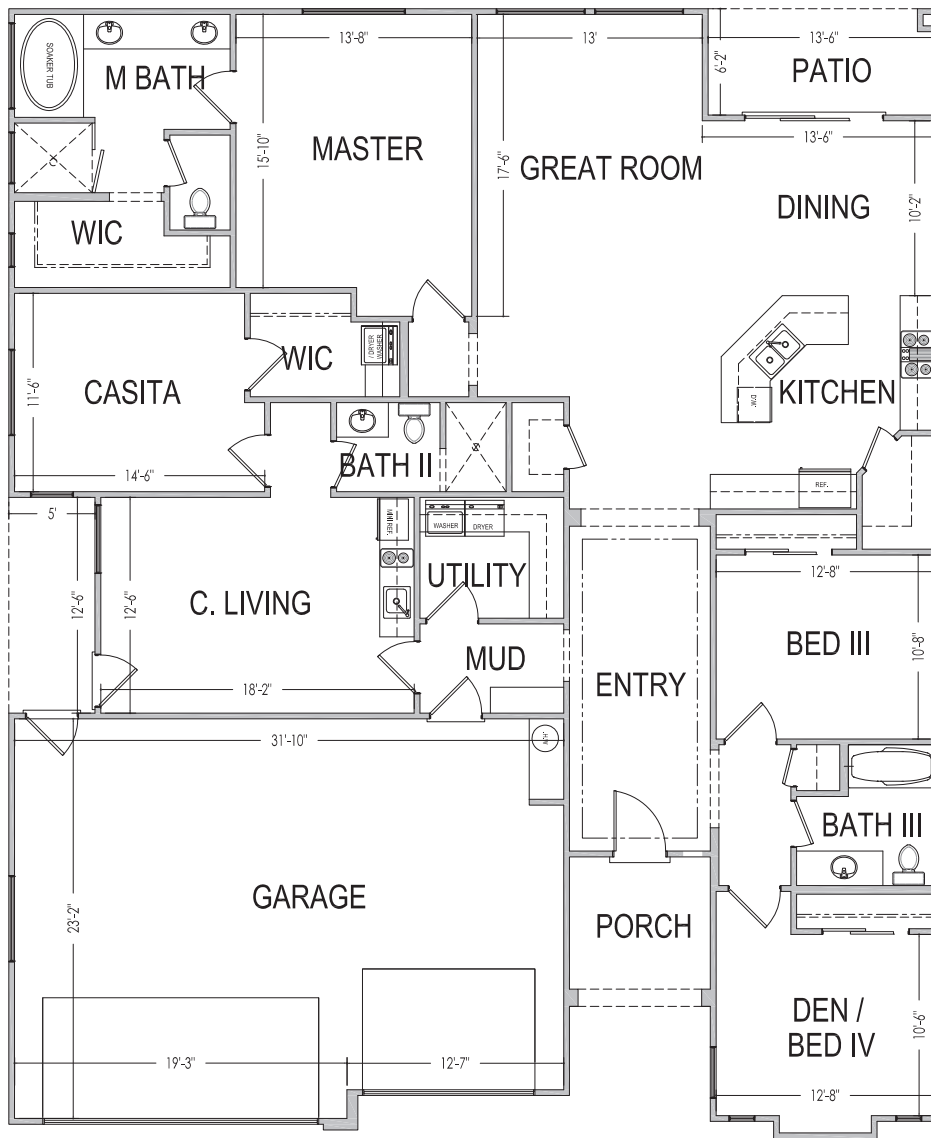 SOAKER TUB
M BATH
13'-8"
13'
13'-6"
6'-2"
PATIO
MASTER
15'-10"
17'-6"
GREAT ROOM
13'-6"
DINING
10'-2"
WIC
CASITA
11'-6"
14'-6"
WIC
WASHER
/ DRYER
BATH II
KITCHEN
D.W.
REF.
5'
12'-6"
12'-6"
C. LIVING
18'-2"
MINI REF.
WASHER
DRYER
UTILITY
MUD
ENTRY
12'-8"
BED III
10'-8"
31'-10"
W.H.
BATH III
GARAGE
23'-2"
PORCH
DEN /
BED IV
10'-6"
19'-3"
12'-7"
12'-8"